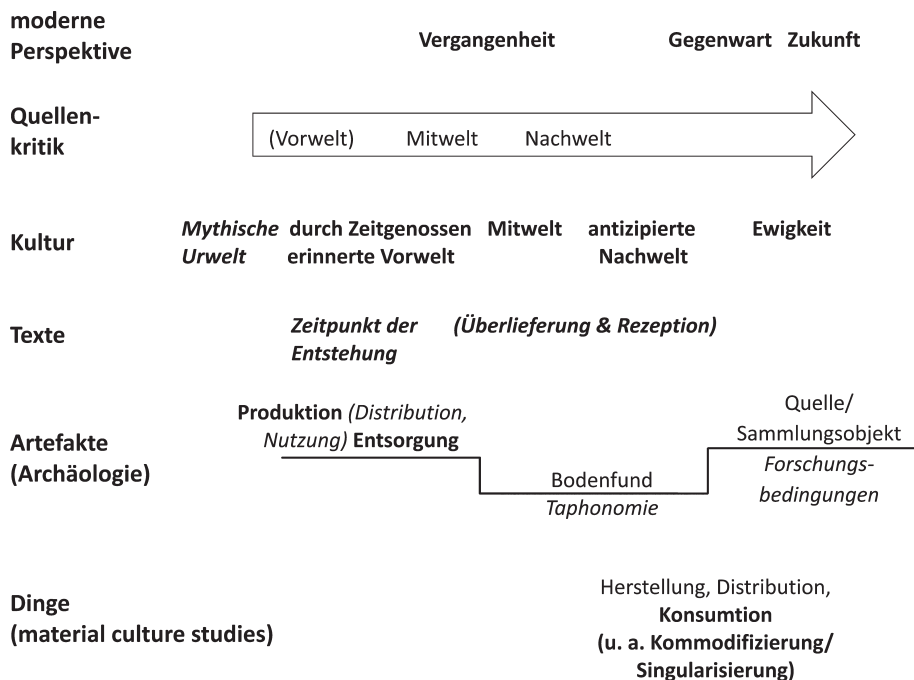 moderne
Perspektive
Vergangenheit Gegenwart Zukunft
Quellen-
kritik
(Vorwelt) Mitwelt Nachwelt
Kultur
Mythische durch Zeitgenossen Mitwelt antizipierte Ewigkeit
Urwelt erinnerte Vorwelt Nachwelt
Texte
Zeitpunkt der (Überlieferung & Rezeption)
Entstehung
Artefakte
(Archäologie)
Produktion (Distribution,
Nutzung) Entsorgung
Bodenfund
Taphonomie
Quelle/
Sammlungsobjekt
Forschungs-
bedingungen
Dinge
(material culture studies)
Herstellung, Distribution,
Konsumtion
(u. a. Kommodifizierung/
Singularisierung)